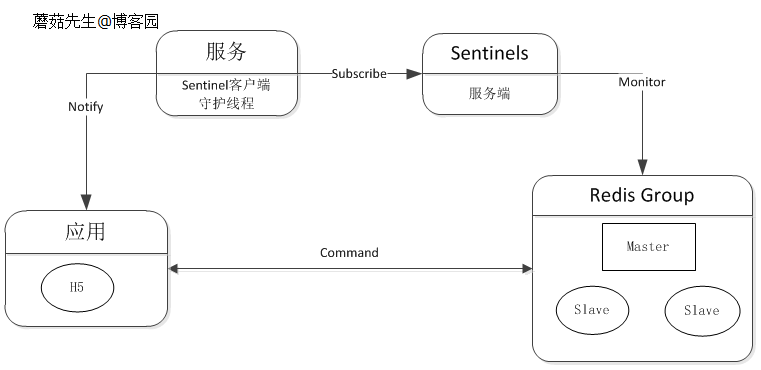 蘑菇先生@博客园
服务
Sentinel客户端
守护线程
Subscribe
Sentinels
服务端
Notify
Monitor
应用
H5
Command
Redis Group
Master
Slave
Slave